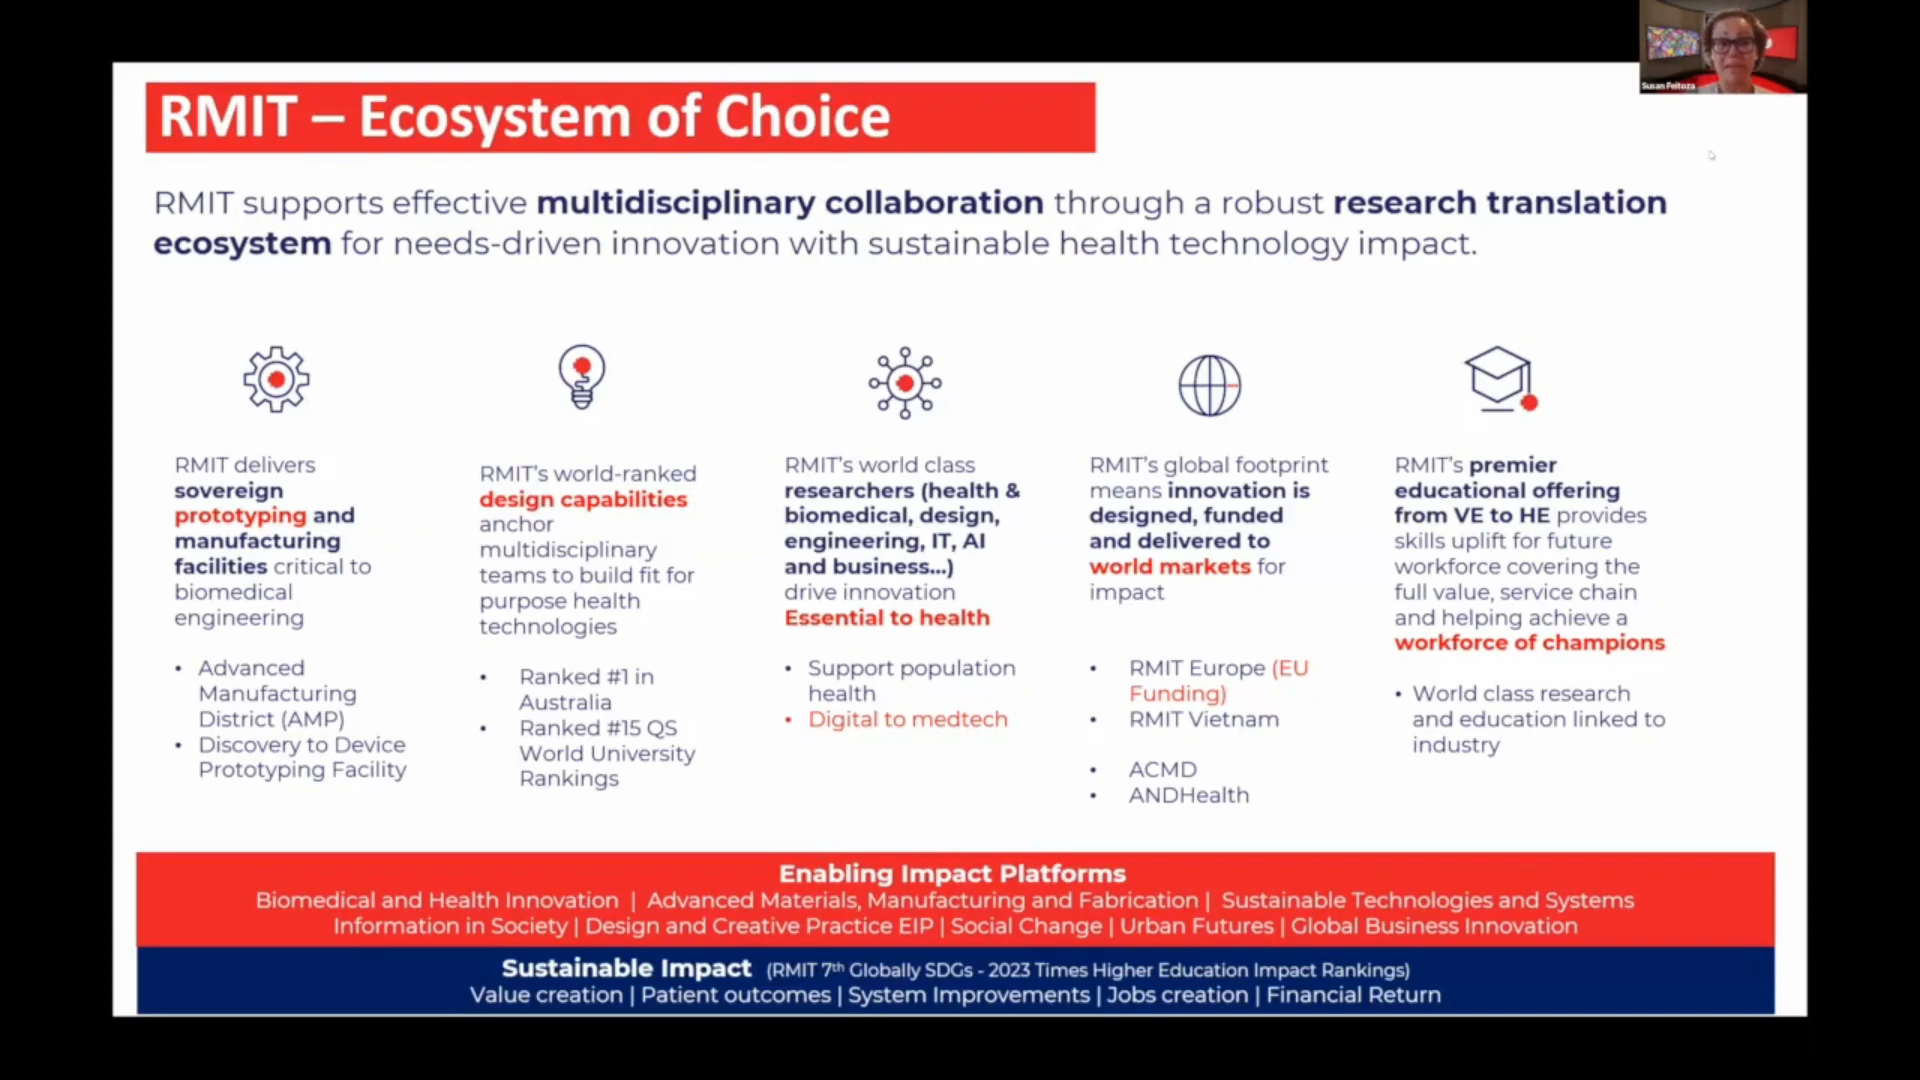 Susan Feitoza
RMIT – Ecosystem of Choice
RMIT supports effective multidisciplinary collaboration through a robust research translation
ecosystem for needs-driven innovation with sustainable health technology impact.
RMIT delivers
sovereign
prototyping and
manufacturing
facilities critical to
biomedical
engineering
• Advanced
Manufacturing
District (AMP)
• Discovery to Device
Prototyping Facility
RMIT's world-ranked
design capabilities
anchor
multidisciplinary
teams to build fit for
purpose health
technologies
• Ranked #1 in
Australia
• Ranked #15 QS
World University
Rankings
RMIT's world class
researchers (health &
biomedical, design,
engineering, IT, AI
and business...)
drive innovation
Essential to health
• Support population
health
• Digital to medtech
RMIT's global footprint
means innovation is
designed, funded
and delivered to
world markets for
impact
• RMIT Europe (EU
Funding)
• RMIT Vietnam
• ACMD
• ANDHealth
RMIT's premier
educational offering
from VE to HE provides
skills uplift for future
workforce covering the
full value, service chain
and helping achieve a
workforce of champions
• World class research
and education linked to
industry
Enabling Impact Platforms
Biomedical and Health Innovation | Advanced Materials, Manufacturing and Fabrication | Sustainable Technologies and Systems
Information in Society | Design and Creative Practice EIP | Social Change | Urban Futures | Global Business Innovation
Sustainable Impact (RMIT 7th Globally SDGs - 2023 Times Higher Education Impact Rankings)
Value creation | Patient outcomes | System Improvements | Jobs creation | Financial Return